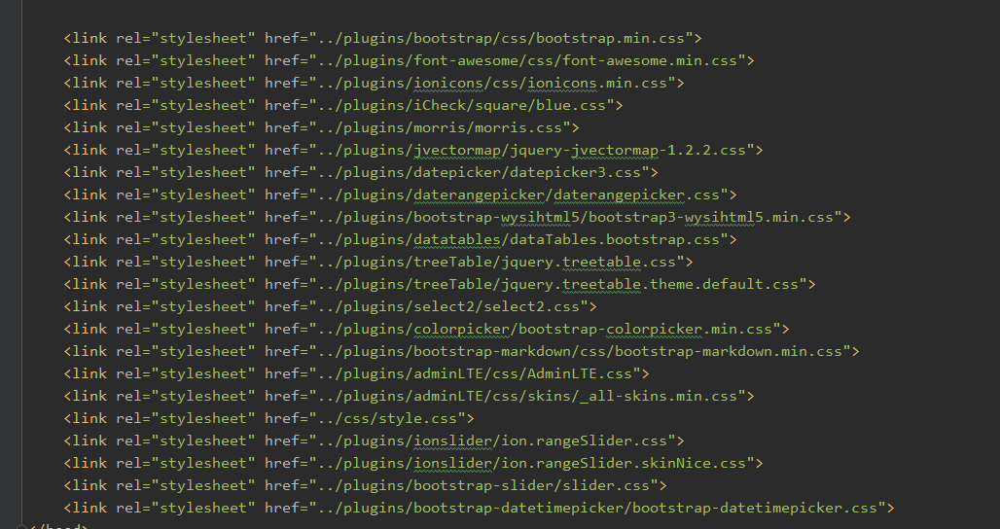 <link rel="stylesheet" href="../plugins/bootstrap/css/bootstrap.min.css">
<link rel="stylesheet" href="../plugins/font-awesome/css/font-awesome.min.css">
<link rel="stylesheet" href="../plugins/ionicons/css/ionicons.min.css">
<link rel="stylesheet" href="../plugins/iCheck/square/blue.css">
<link rel="stylesheet" href="../plugins/morris/morris.css">
<link rel="stylesheet" href="../plugins/jvectormap/jquery-jvectormap-1.2.2.css">
<link rel="stylesheet" href="../plugins/datepicker/datepicker3.css">
<link rel="stylesheet" href="../plugins/daterangepicker/daterangepicker.css">
<link rel="stylesheet" href="../plugins/bootstrap-wysihtml5/bootstrap3-wysihtml5.min.css">
<link rel="stylesheet" href="../plugins/datatables/dataTables.bootstrap.css">
<link rel="stylesheet" href="../plugins/treeTable/jquery.treetable.css">
<link rel="stylesheet" href="../plugins/treeTable/jquery.treetable.theme.default.css">
<link rel="stylesheet" href="../plugins/select2/select2.css">
<link rel="stylesheet" href="../plugins/colorpicker/bootstrap-colorpicker.min.css">
<link rel="stylesheet" href="../plugins/bootstrap-markdown/css/bootstrap-markdown.min.css">
<link rel="stylesheet" href="../plugins/adminLTE/css/AdminLTE.css">
<link rel="stylesheet" href="../plugins/adminLTE/css/skins/_all-skins.min.css">
<link rel="stylesheet" href="../css/style.css">
<link rel="stylesheet" href="../plugins/ionslider/ion.rangeSlider.css">
<link rel="stylesheet" href="../plugins/ionslider/ion.rangeSlider.skinNice.css">
<link rel="stylesheet" href="../plugins/bootstrap-slider/slider.css">
<link rel="stylesheet" href="../plugins/bootstrap-datetimepicker/bootstrap-datetimepicker.css">